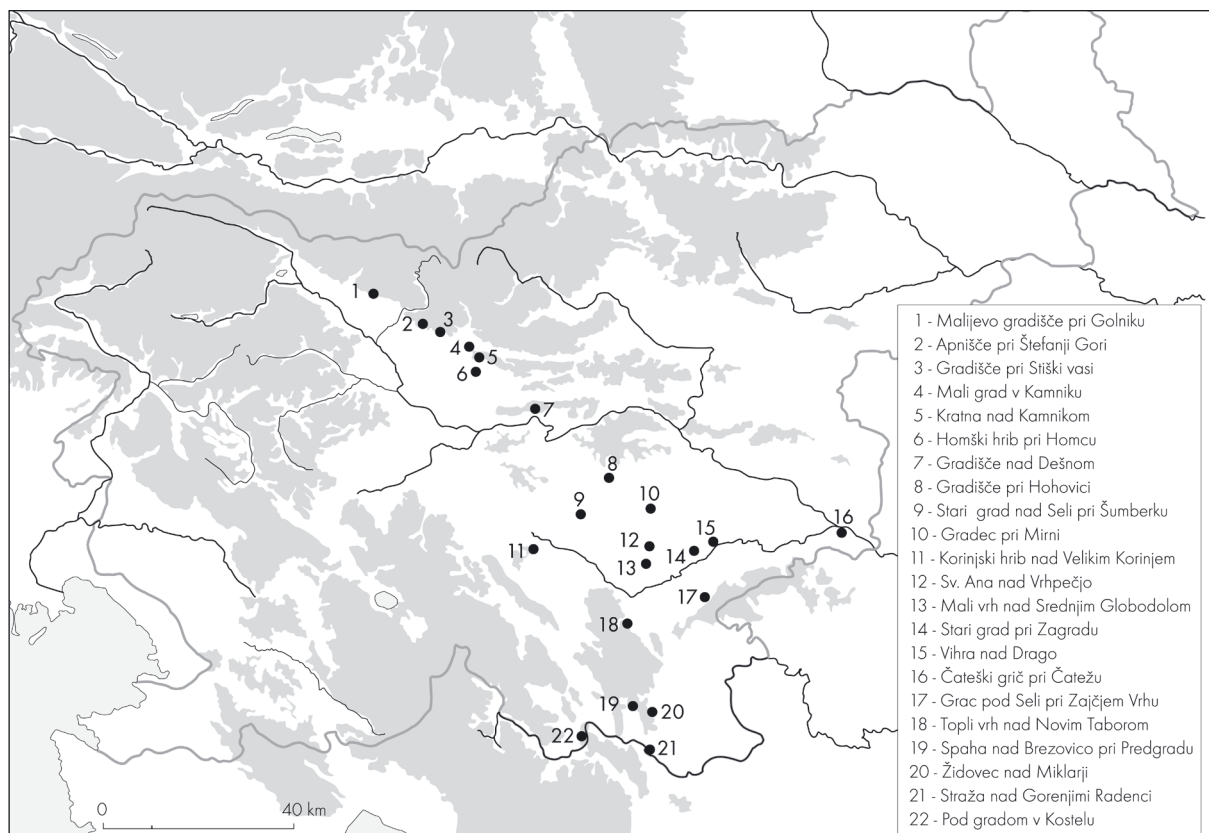 1
2
3
4
5
6
7
8
9
10
11
12
13
14
15
16
17
18
19
20
21
22
0
40 km
1 - Malijevo gradišče pri Golniku
2 - Apnišče pri Štefanji Gori
3 - Gradišče pri Stiški vasi
4 - Mali grad v Kamniku
5 - Kratna nad Kamnikom
6 - Homški hrib pri Homcu
7 - Gradišče nad Dešnom
8 - Gradišče pri Hohovici
9 - Stari grad nad Seli pri Šumberku
10 - Gradec pri Mirni
11 - Korinjski hrib nad Velikim Korinjem
12 - Sv. Ana nad Vrhpečjo
13 - Mali vrh nad Srednjim Globodolom
14 - Stari grad pri Zagradu
15 - Vihra nad Drago
16 - Čateški grič pri Čatežu
17 - Grac pod Seli pri Zajčjem Vrhu
18 - Topli vrh nad Novim Taborom
19 - Spaha nad Brezovico pri Predgradu
20 - Židovec nad Miklarji
21 - Straža nad Gorenjimi Radenci
22 - Pod gradom v Kostelu